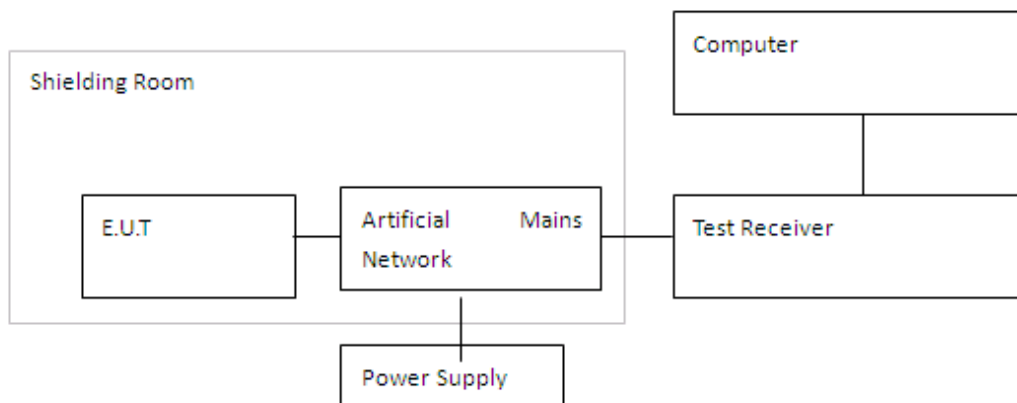 Computer
Shielding Room
E.U.T
Artificial Mains
Network
Test Receiver
Power Supply